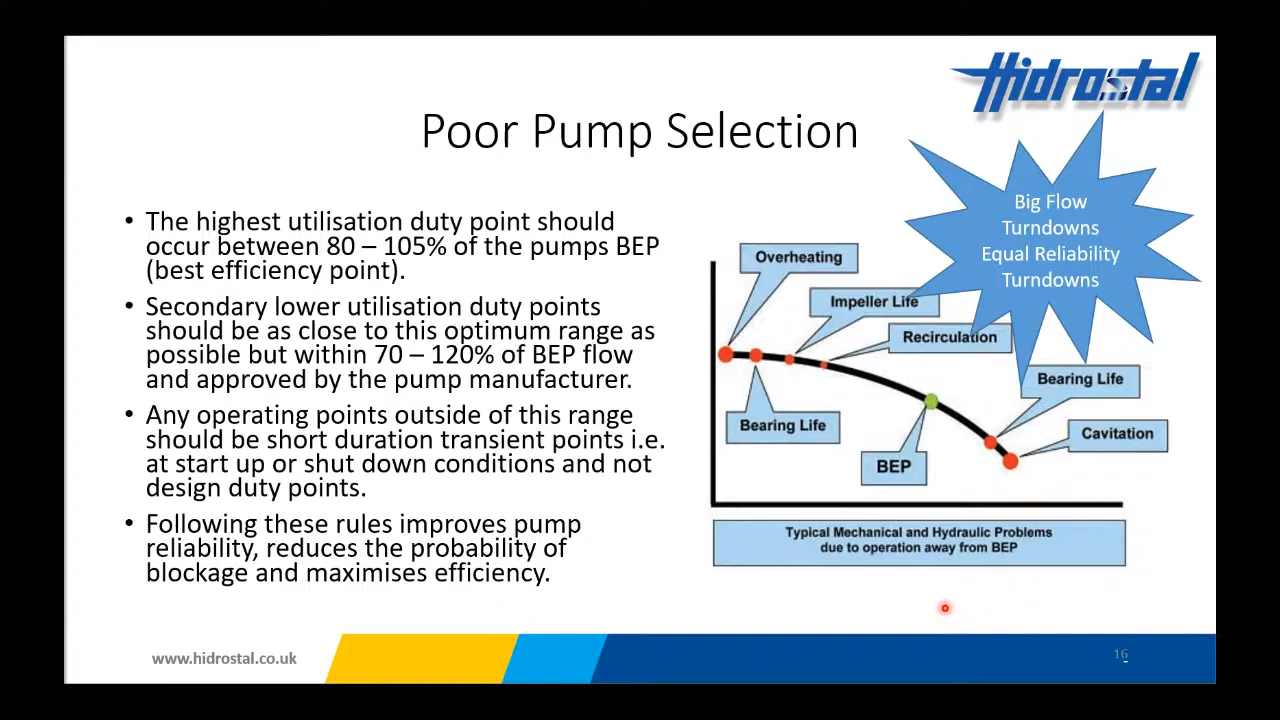 Hidrostal
Poor Pump Selection
Big Flow
Turndowns
Equal Reliability
Turndowns
• The highest utilisation duty point should
occur between 80 – 105% of the pumps BEP
(best efficiency point).
• Secondary lower utilisation duty points
should be as close to this optimum range as
possible but within 70 – 120% of BEP flow
and approved by the pump manufacturer.
• Any operating points outside of this range
should be short duration transient points i.e.
at start up or shut down conditions and not
design duty points.
• Following these rules improves pump
reliability, reduces the probability of
blockage and maximises efficiency.
Overheating
Impeller Life
Recirculation
Bearing Life
Bearing Life
Cavitation
BEP
Typical Mechanical and Hydraulic Problems
due to operation away from BEP
www.hidrostal.co.uk
16